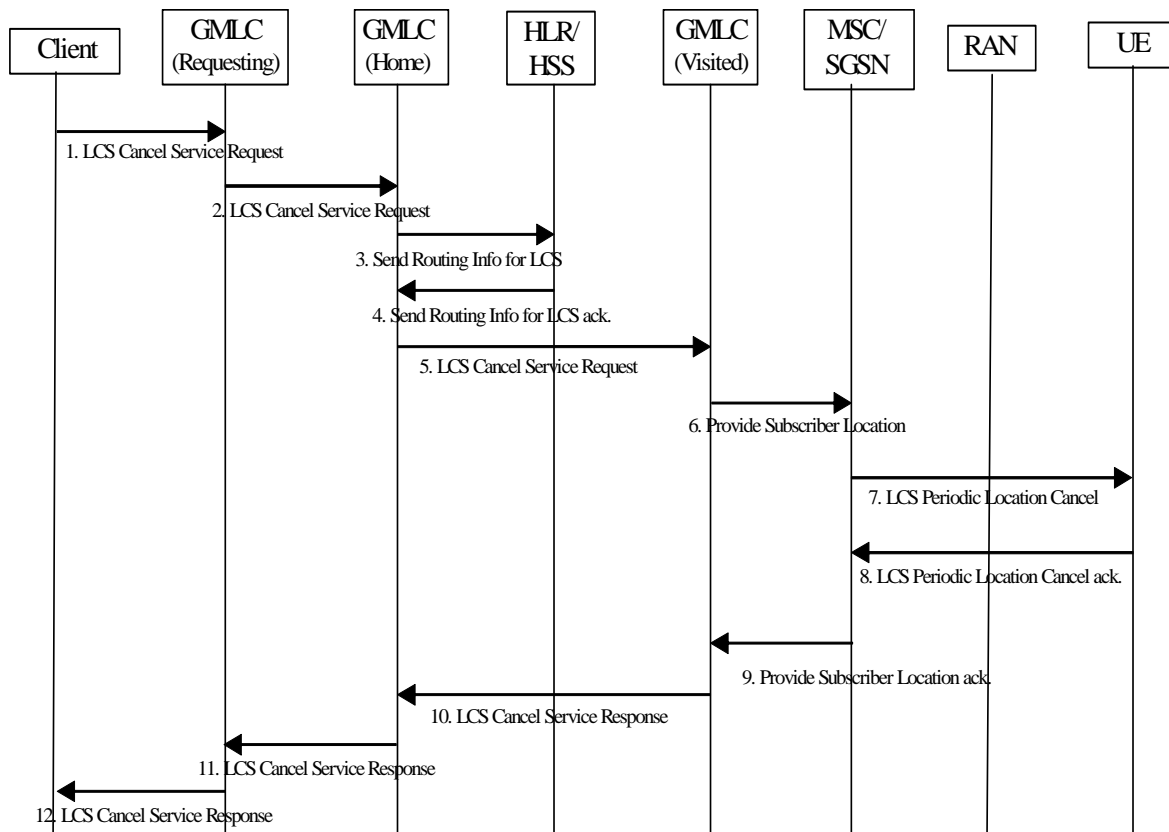 Client
GMLC
(Requesting)
GMLC
(Home)
HLR/
HSS
GMLC
(Visited)
MSC/
SGSN
RAN
UE
1. LCS Cancel Service Request
2. LCS Cancel Service Request
3. Send Routing Info for LCS
4. Send Routing Info for LCS ack.
5. LCS Cancel Service Request
6. Provide Subscriber Location
7. LCS Periodic Location Cancel
8. LCS Periodic Location Cancel ack.
9. Provide Subscriber Location ack.
10. LCS Cancel Service Response
11. LCS Cancel Service Response
12. LCS Cancel Service Response